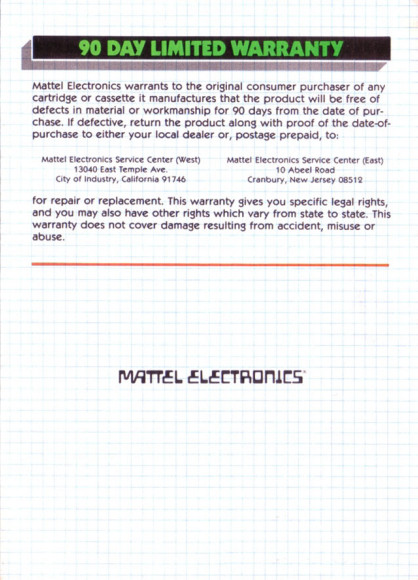 90 DAY LIMITED WARRANTY
Mattel Electronics warrants to the original consumer purchaser of any
cartridge or cassette it manufactures that the product will be free of
defects in material or workmanship for 90 days from the date of pur-
chase. If defective, return the product along with proof of the date-of-
purchase to either your local dealer or, postage prepaid, to:
Mattel Electronics Service Center (West)
13040 East Temple Ave.
City of Industry, California 91746
Mattel Electronics Service Center (East)
10 Abeel Road
Cranbury, New Jersey 08512
for repair or replacement. This warranty gives you specific legal rights,
and you may also have other rights which vary from state to state. This
warranty does not cover damage resulting from accident, misuse or
abuse.
MATTEL ELECTRONICS®